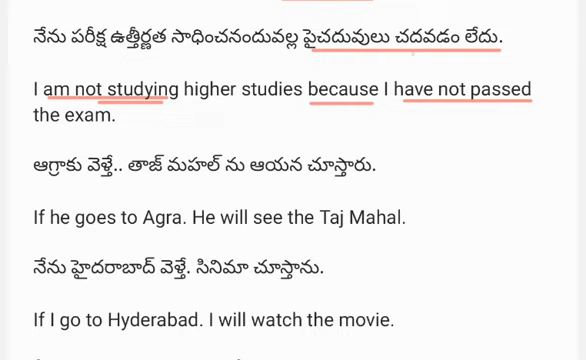 నేను పరీక్ష ఉత్తీర్ణత సాధించనందువల్ల పైచదువులు చదవడం లేదు.
I am not studying higher studies because I have not passed
the exam.
ఆగ్రాకు వెళ్తే.. తాజ్ మహల్ ను ఆయన చూస్తారు.
If he goes to Agra. He will see the Taj Mahal.
నేను హైదరాబాద్ వెళ్తే. సినిమా చూస్తాను.
If I go to Hyderabad. I will watch the movie.